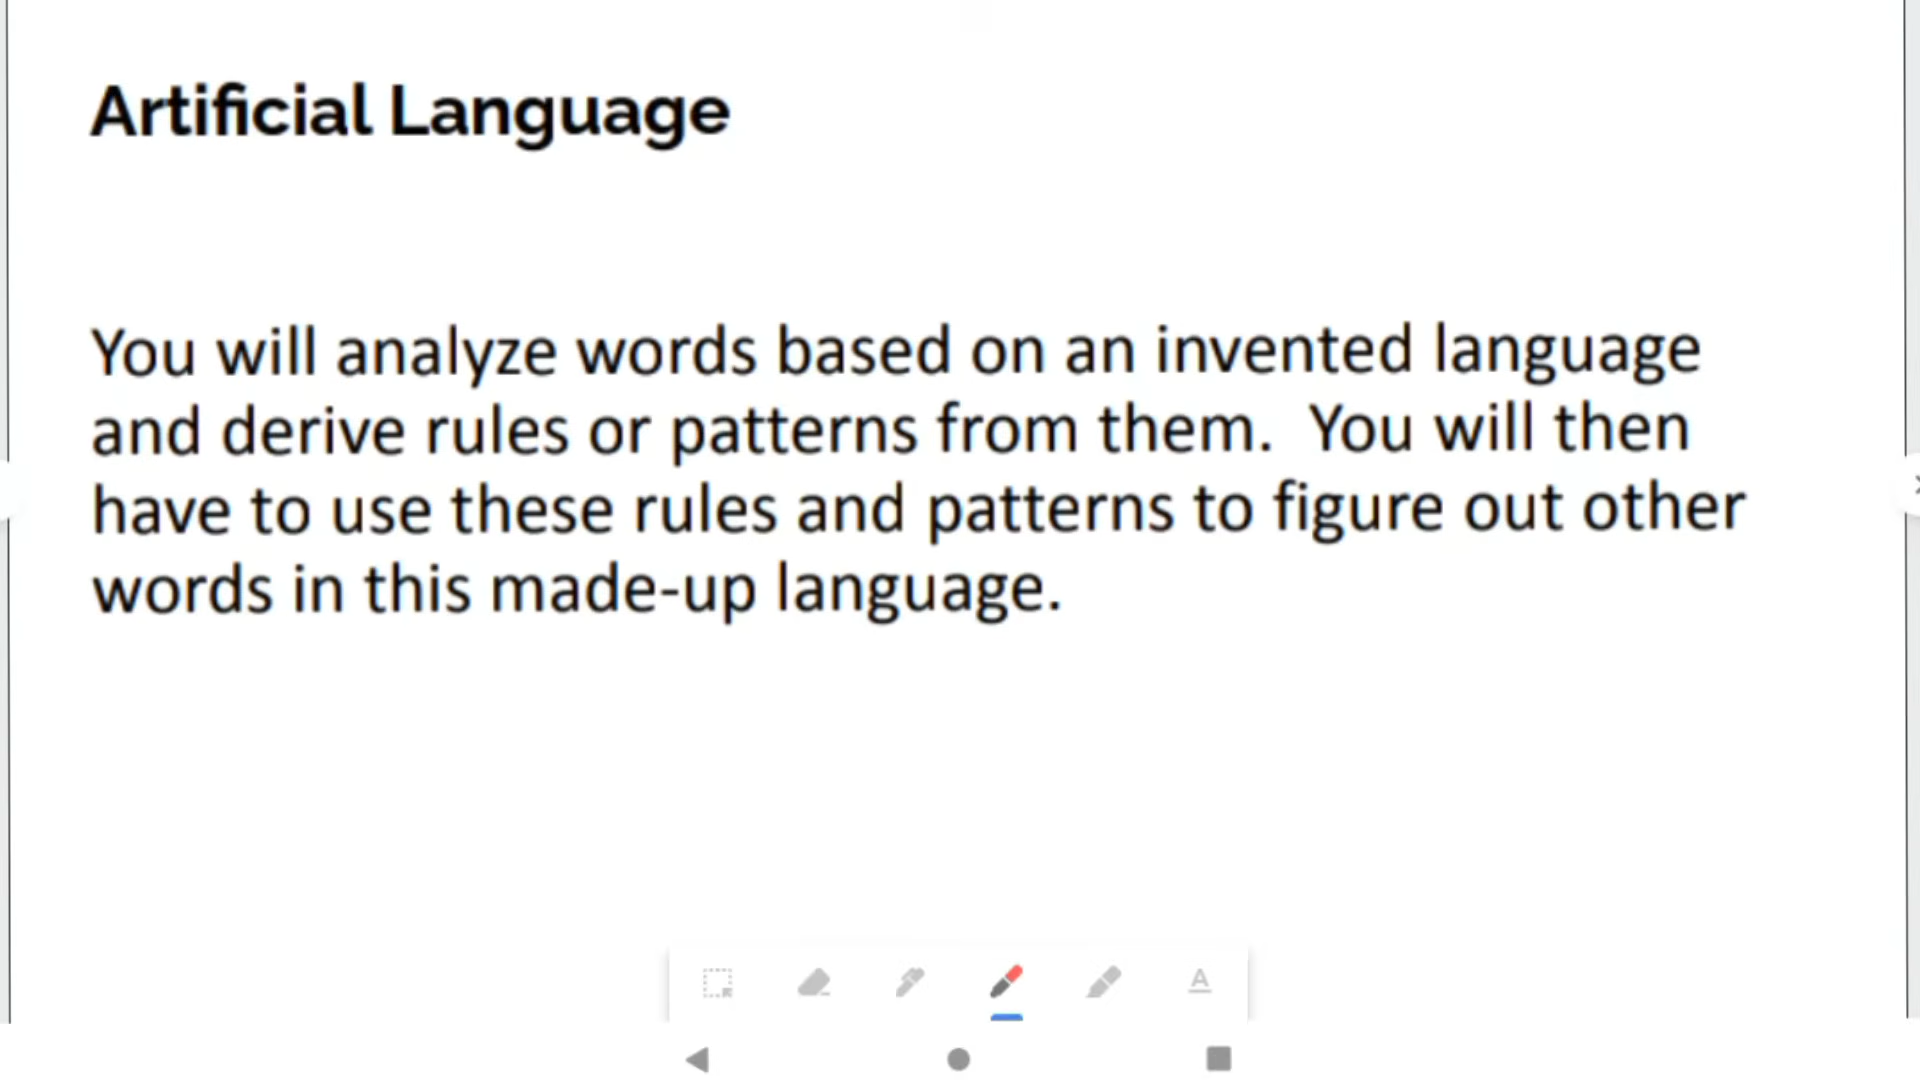 Artificial Language
You will analyze words based on an invented language
and derive rules or patterns from them.  You will then
have to use these rules and patterns to figure out other
words in this made-up language.
A